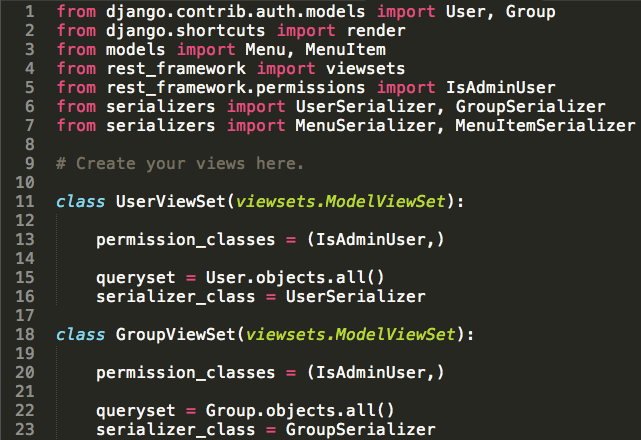 1 from django.contrib.auth.models import User, Group
2 from django.shortcuts import render
3 from models import Menu, MenuItem
4 from rest_framework import viewsets
5 from rest_framework.permissions import IsAdminUser
6 from serializers import UserSerializer, GroupSerializer
7 from serializers import MenuSerializer, MenuItemSerializer
8
9 # Create your views here.
10
11 class UserViewSet(viewsets.ModelViewSet):
12
13     permission_classes = (IsAdminUser,)
14
15     queryset = User.objects.all()
16     serializer_class = UserSerializer
17
18 class GroupViewSet(viewsets.ModelViewSet):
19
20     permission_classes = (IsAdminUser,)
21
22     queryset = Group.objects.all()
23     serializer_class = GroupSerializer